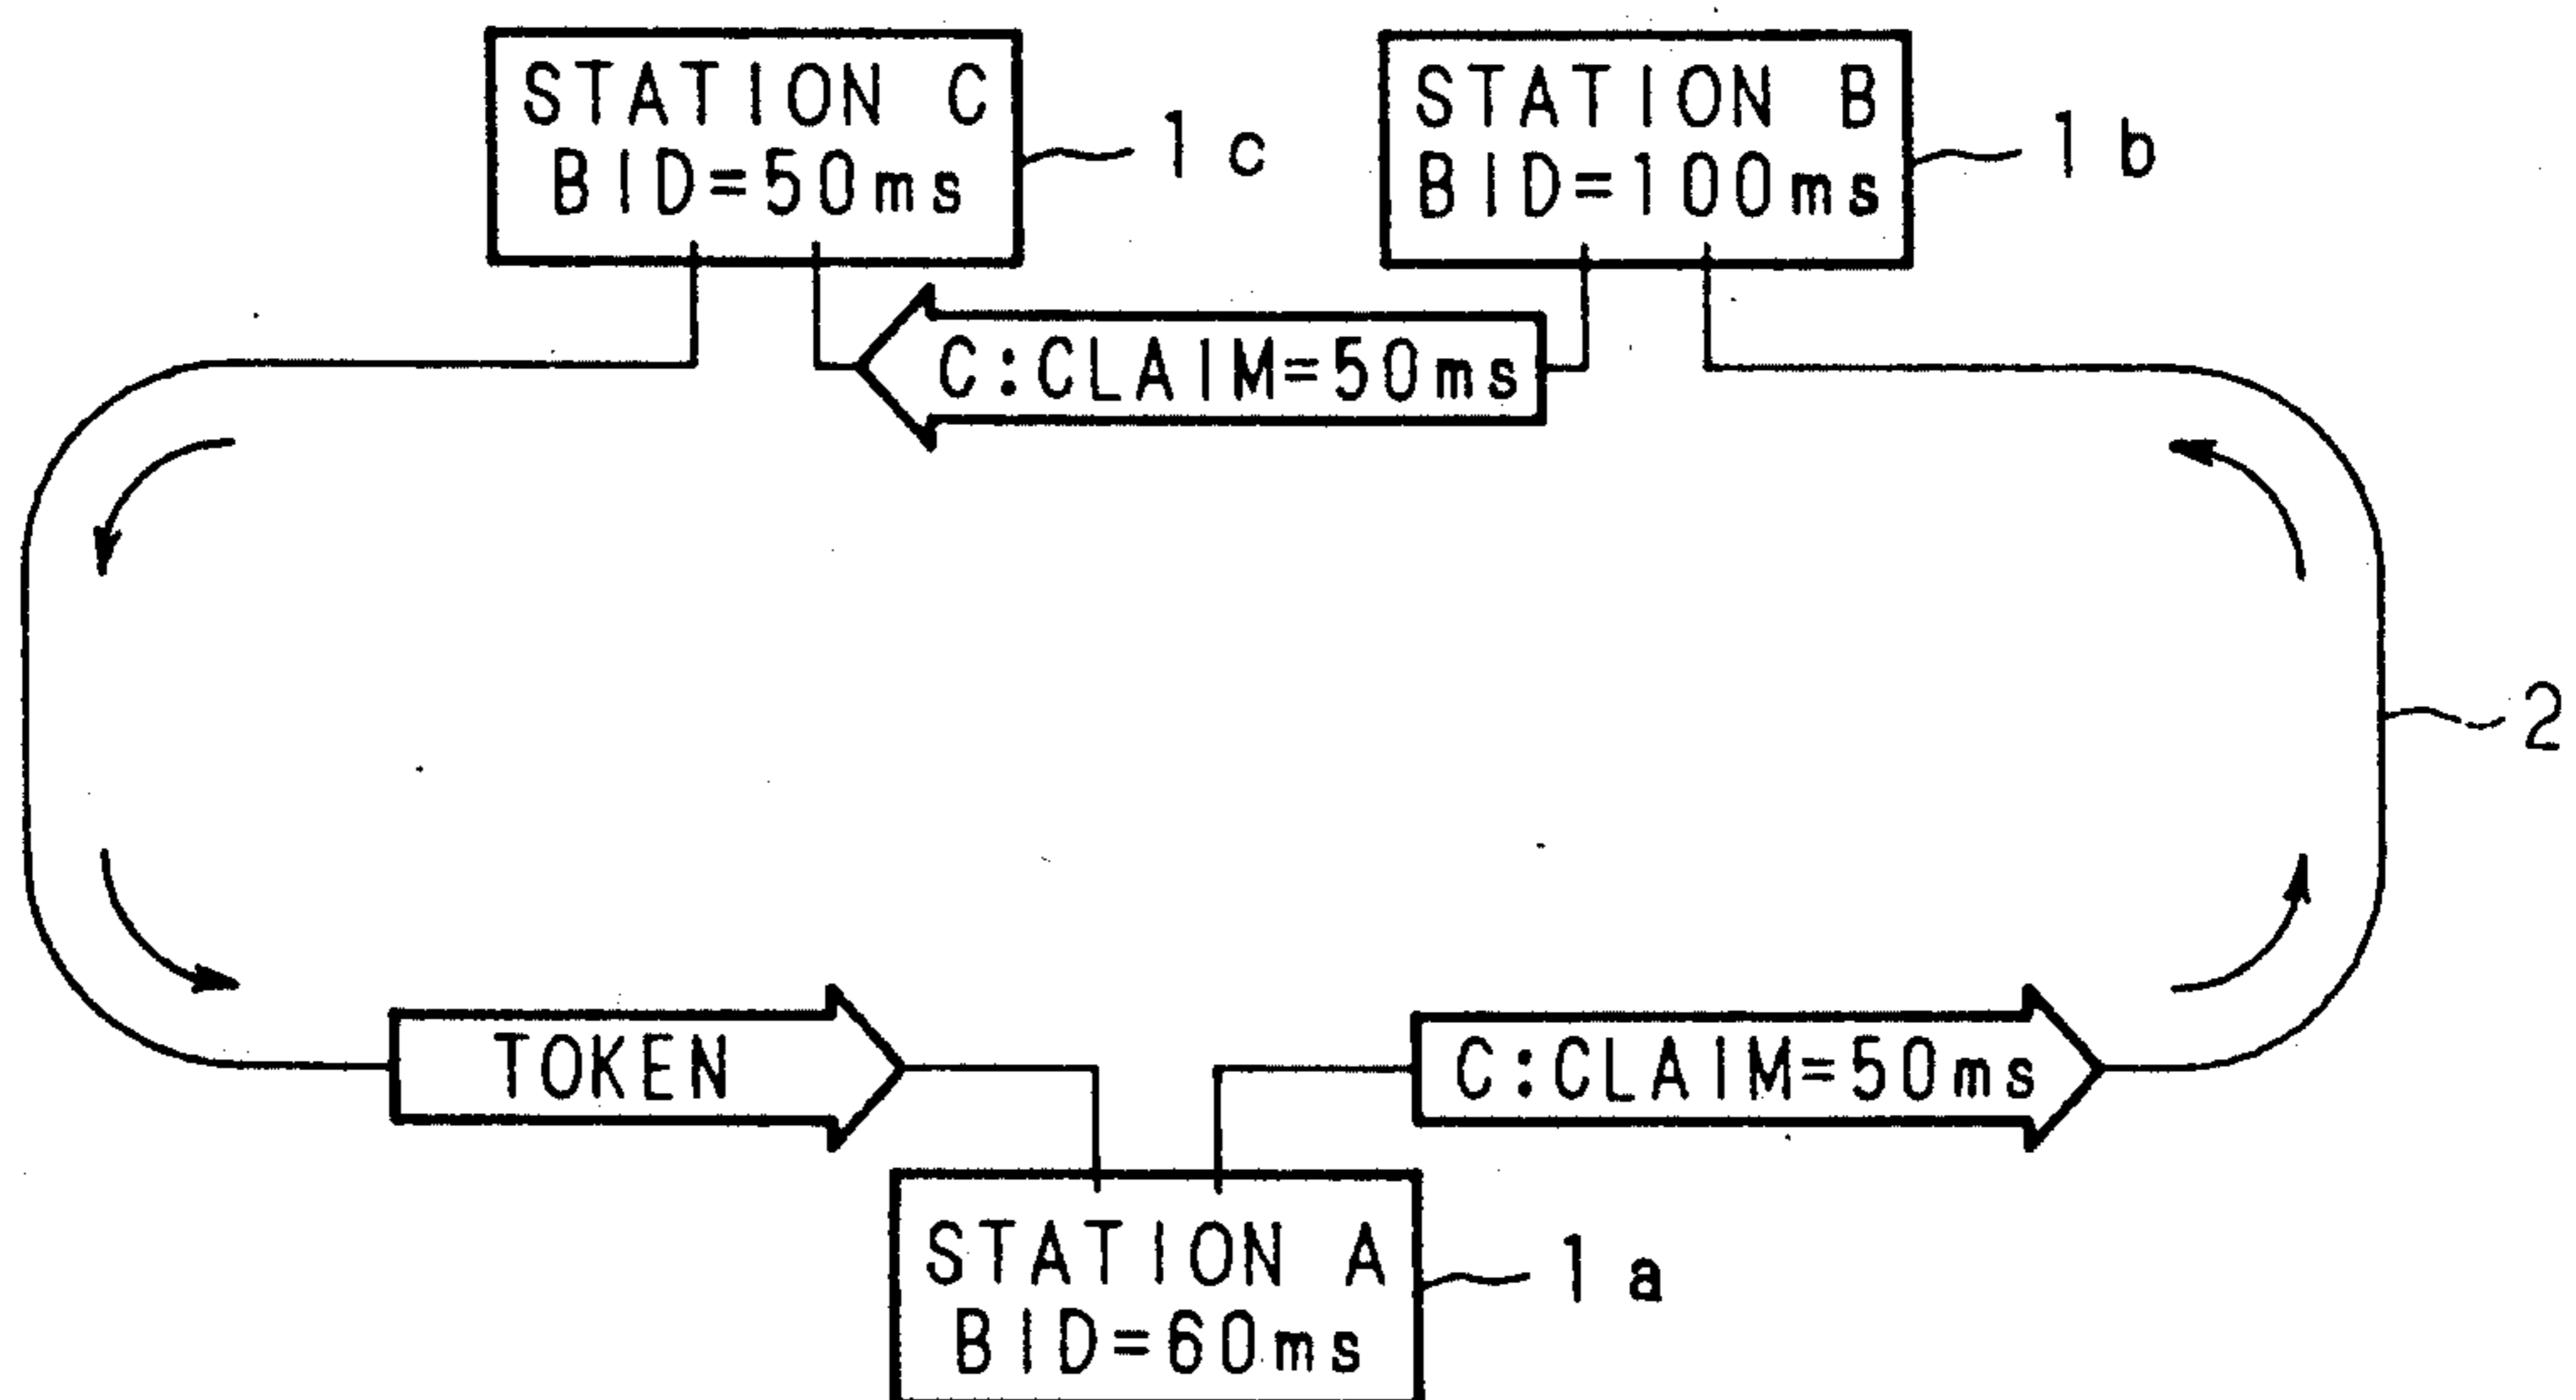 STATION C
BID=50ms
1c
STATION B
BID=100ms
1b
C:CLAIM=50ms
2
TOKEN
C:CLAIM=50ms
STATION A
BID=60ms
1a